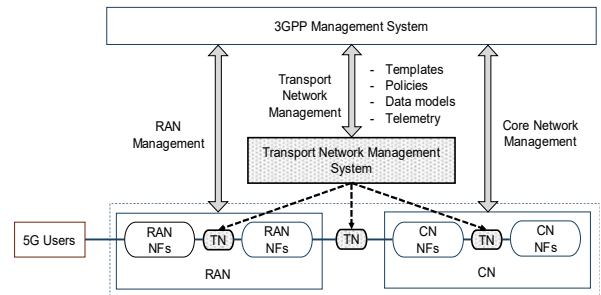 3GPP Management System
Transport
Network
Management
- Templates
- Policies
- Data models
- Telemetry
RAN
Management
Core Network
Management
Transport Network Management
System
5G Users
RAN
NFs
TN
RAN
NFs
TN
CN
NFs
TN
CN
NFs
RAN
CN